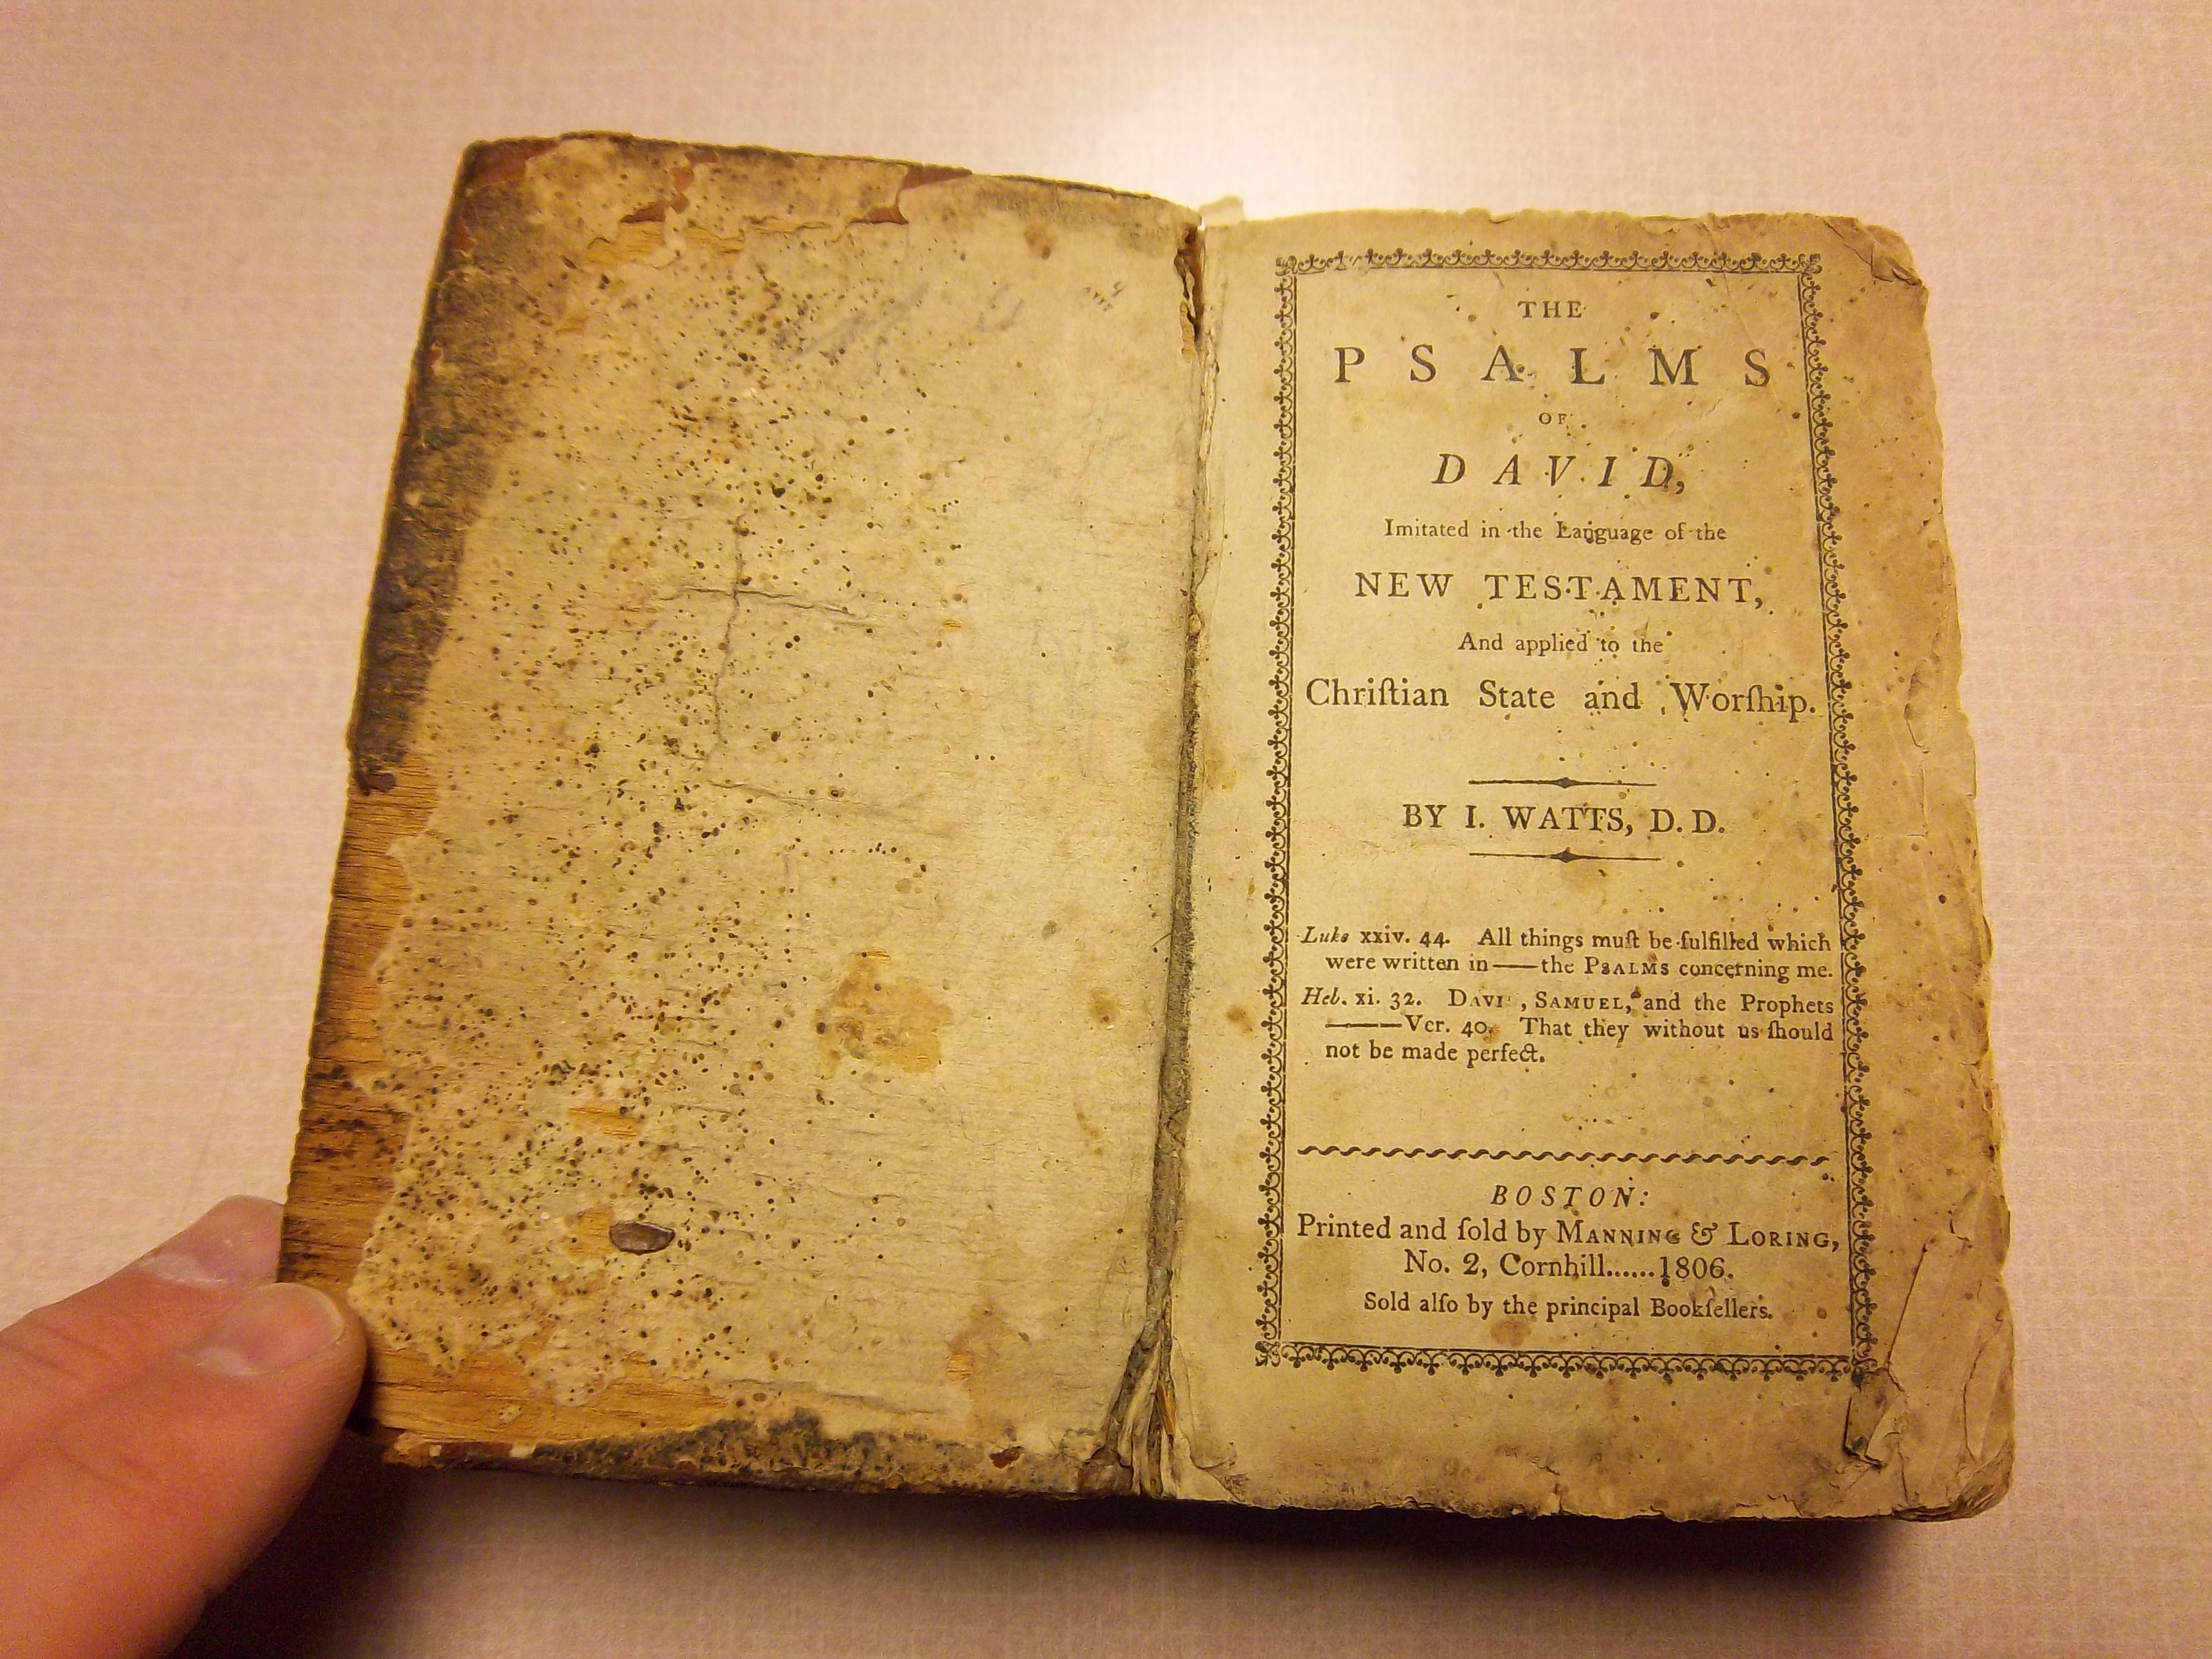 THE
PSALMS
OF
DAVID,
Imitated in the Language of the
NEW TESTAMENT,
And applied to the
Chriſtian State and Worſhip.
BY I. WATTS, D. D.
Luke xxiv. 44. All things muſt be fulfilled which
were written in——the PSALMS concerning me.
Heb. xi. 32. DAVI , SAMUEL, and the Prophets
———Ver. 40. That they without us ſhould
not be made perfect.
BOSTON:
Printed and ſold by MANNING & LORING,
No. 2, Cornhill......1806.
Sold alſo by the principal Bookſellers.